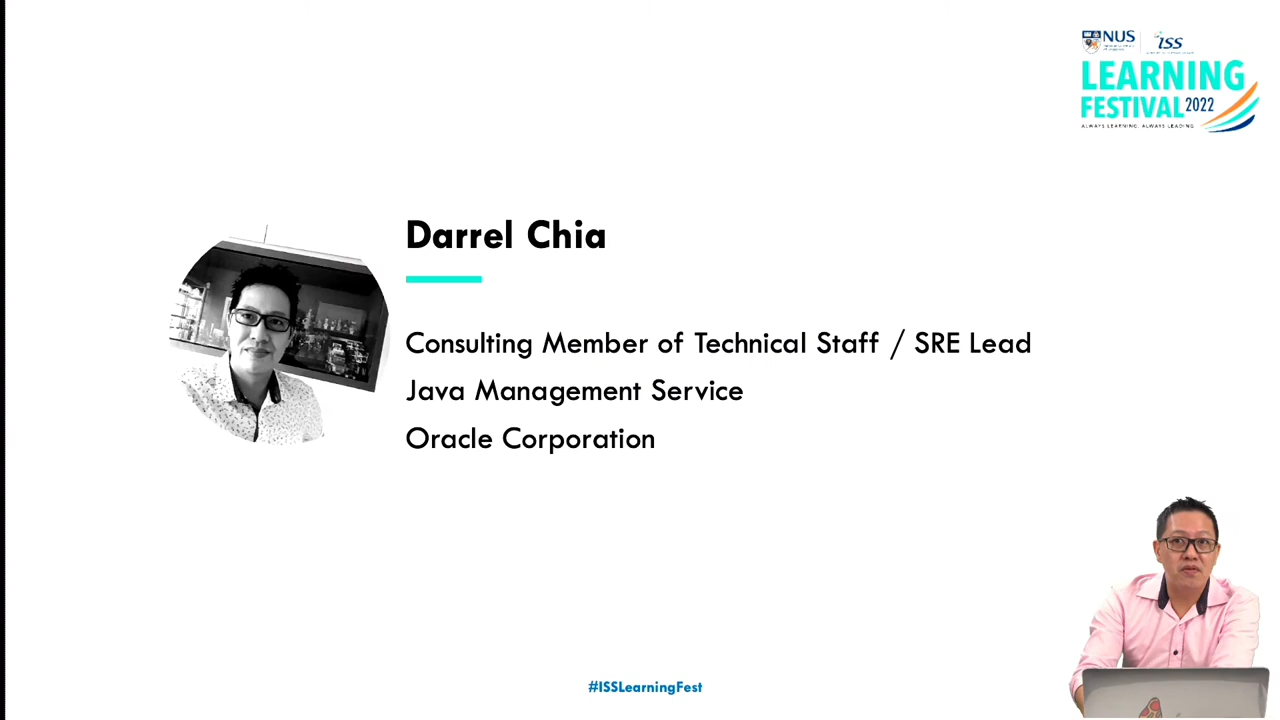 NUS
iss
LEARNING
FESTIVAL 2022
ALWAYS LEARNING, ALWAYS LEADING
Darrel Chia
Consulting Member of Technical Staff / SRE Lead
Java Management Service
Oracle Corporation
#ISSLearningFest